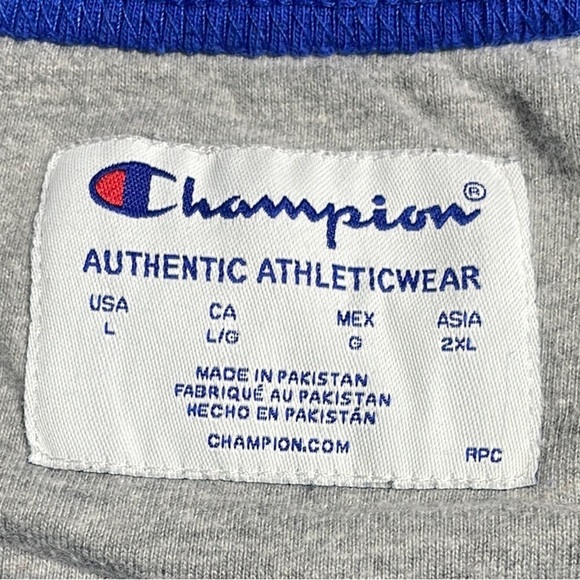 Champion®
AUTHENTIC ATHLETICWEAR
USA CA MEX ASIA
L L/G G 2XL
MADE IN PAKISTAN
FABRIQUÉ AU PAKISTAN
HECHO EN PAKISTÁN
CHAMPION.COM
RPC